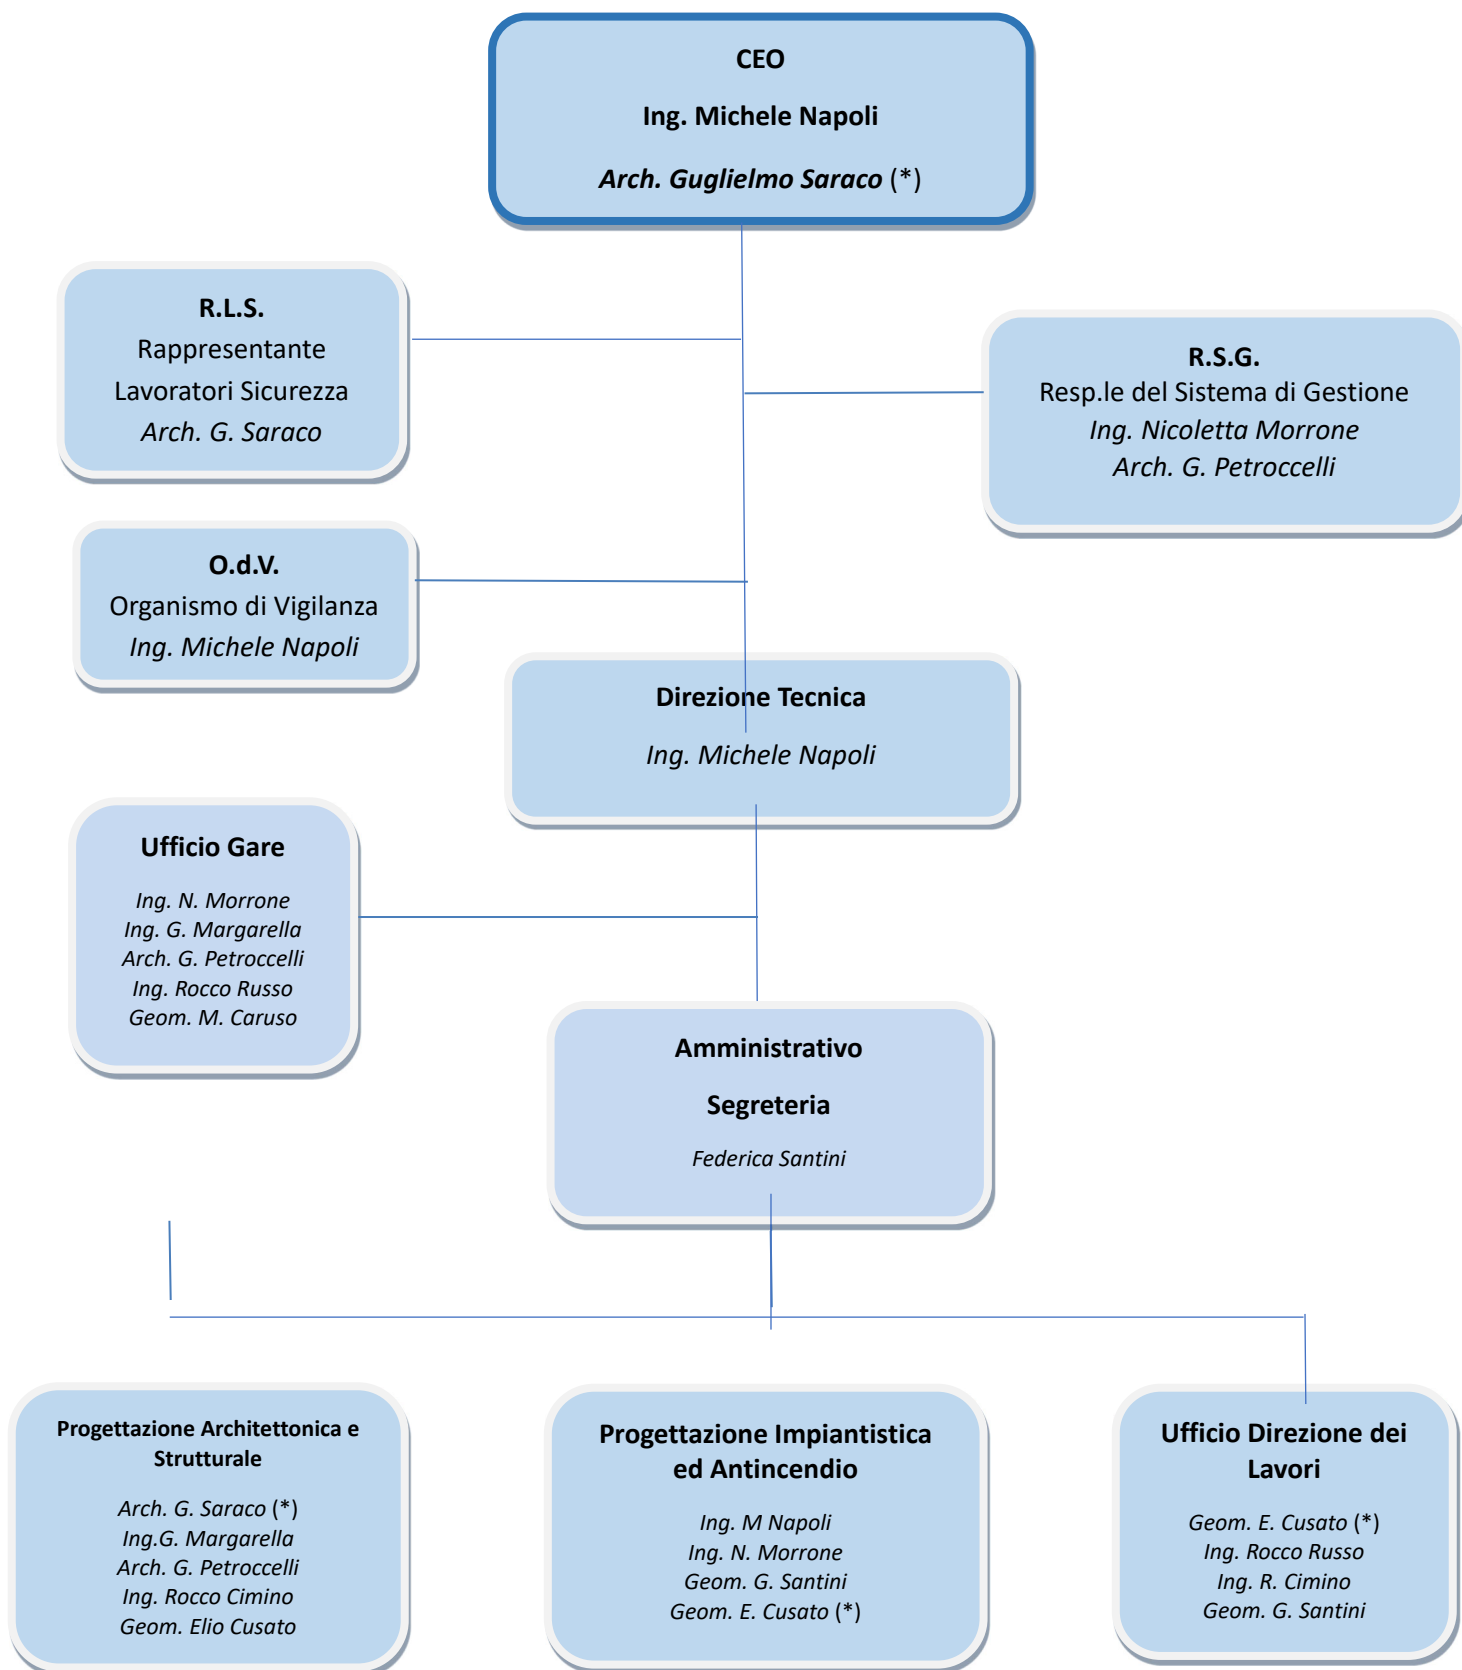 CEO
Ing. Michele Napoli
Arch. Guglielmo Saraco (*)
R.L.S.
Rappresentante
Lavoratori Sicurezza
Arch. G. Saraco
R.S.G.
Resp.le del Sistema di Gestione
Ing. Nicoletta Morrone
Arch. G. Petroccelli
O.d.V.
Organismo di Vigilanza
Ing. Michele Napoli
Direzione Tecnica
Ing. Michele Napoli
Ufficio Gare
Ing. N. Morrone
Ing. G. Margarella
Arch. G. Petroccelli
Ing. Rocco Russo
Geom. M. Caruso
Amministrativo
Segreteria
Federica Santini
Progettazione Architettonica e
Strutturale
Arch. G. Saraco (*)
Ing.G. Margarella
Arch. G. Petroccelli
Ing. Rocco Cimino
Geom. Elio Cusato
Progettazione Impiantistica
ed Antincendio
Ing. M Napoli
Ing. N. Morrone
Geom. G. Santini
Geom. E. Cusato (*)
Ufficio Direzione dei
Lavori
Geom. E. Cusato (*)
Ing. Rocco Russo
Ing. R. Cimino
Geom. G. Santini